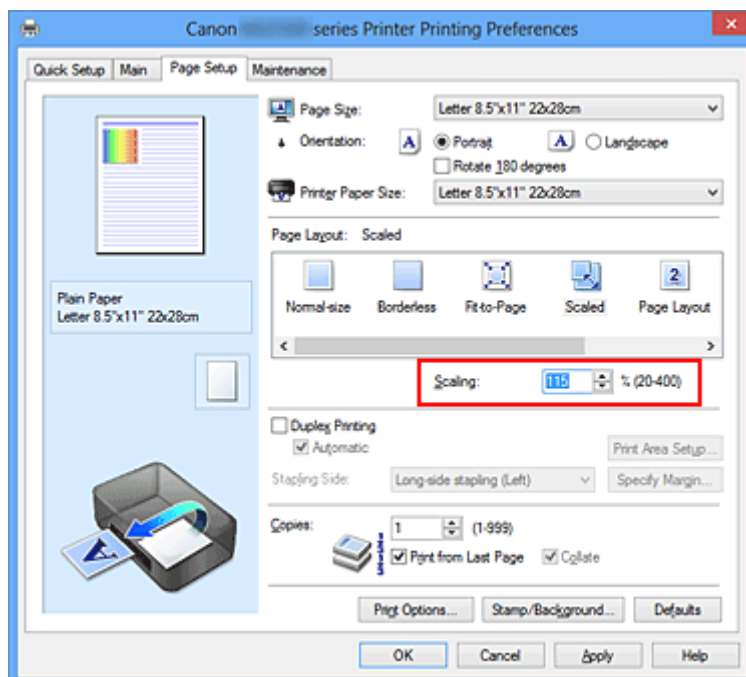 Canon series Printer Printing Preferences
Quick Setup Main Page Setup Maintenance
Page Size: Letter 8.5"x11" 22x28cm
Orientation: A Portrait A Landscape
Rotate 180 degrees
Printer Paper Size: Letter 8.5"x11" 22x28cm
Page Layout: Scaled
Normal-size Borderless Fit-to-Page Scaled 2 Page Layout
Plain Paper
Letter 8.5"x11" 22x28cm
Scaling: 115 % (20-400)
Duplex Printing
Automatic Print Area Setup...
Stapling Side: Long-side stapling (Left) Specify Margin...
Copies: 1 (1-999)
Print from Last Page Collate
A
Print Options... Stamp/Background... Defaults
OK Cancel Apply Help